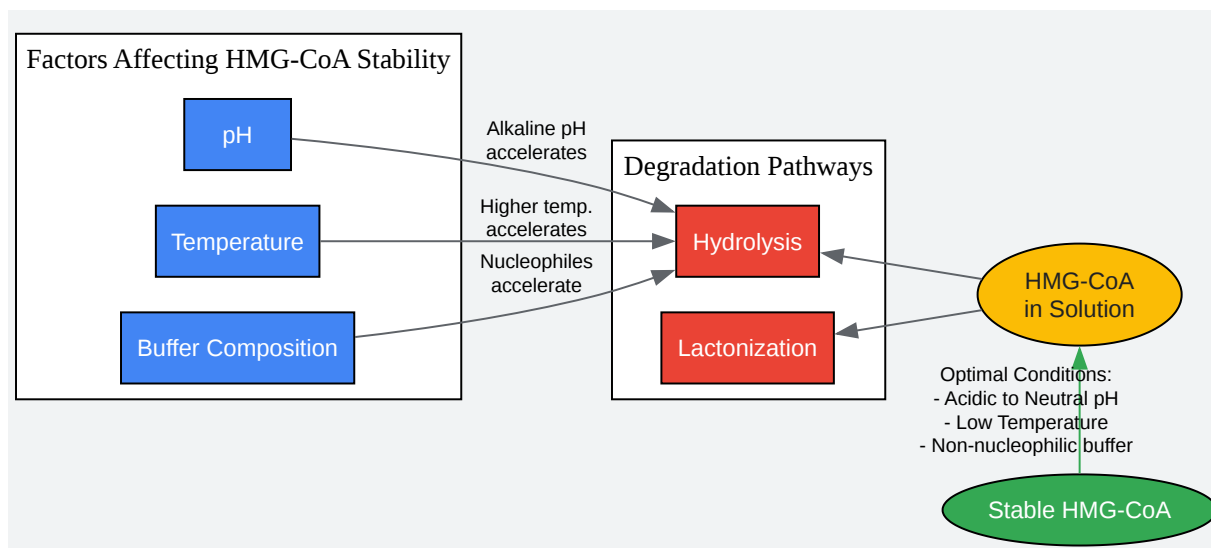 Factors Affecting HMG-CoA Stability
pH
Temperature
Buffer Composition
Alkaline pH
accelerates
Higher temp.
accelerates
Nucleophiles
accelerate
Degradation Pathways
Hydrolysis
Lactonization
HMG-CoA
in Solution
Optimal Conditions:
- Acidic to Neutral pH
- Low Temperature
- Non-nucleophilic buffer
Stable HMG-CoA